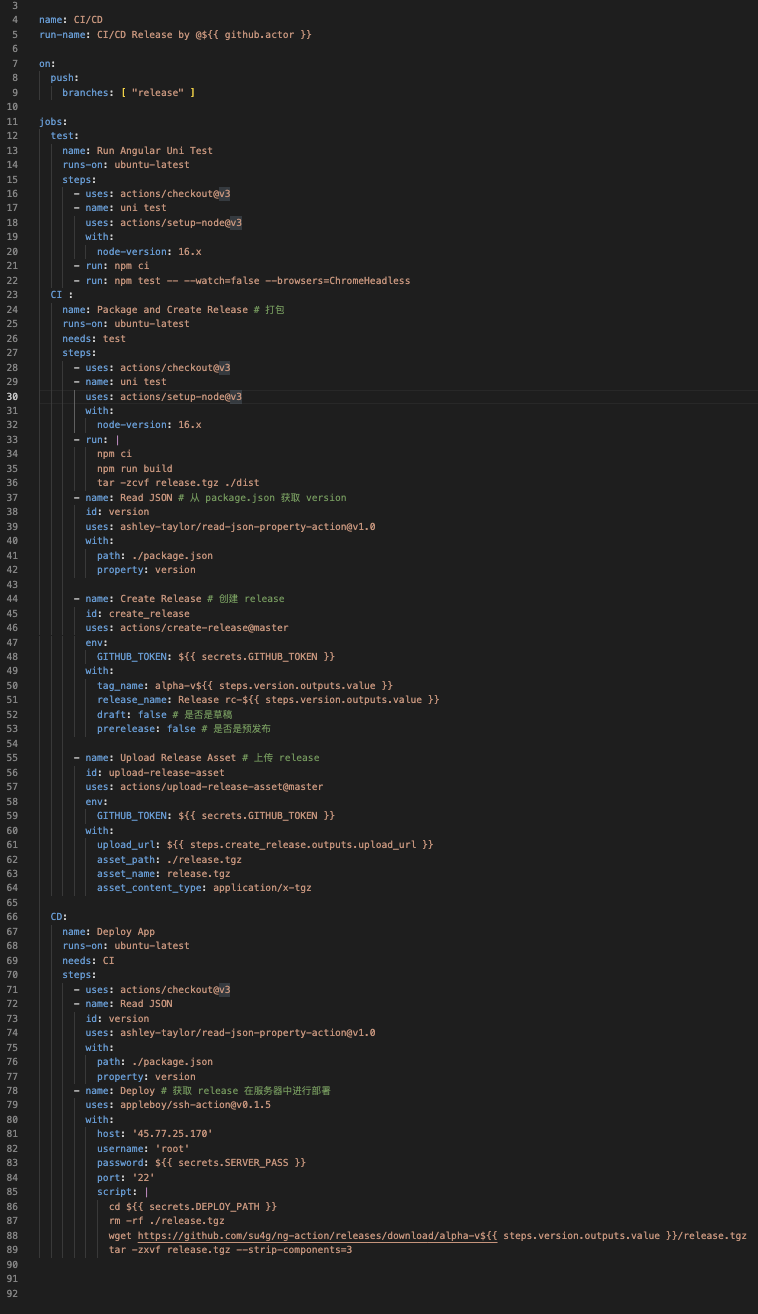 3
4 name: CI/CD
5 run-name: CI/CD Release by @${{ github.actor }}
6
7 on:
8   push:
9     branches: [ "release" ]
10
11 jobs:
12   test:
13     name: Run Angular Uni Test
14     runs-on: ubuntu-latest
15     steps:
16       - uses: actions/checkout@v3
17       - name: uni test
18         uses: actions/setup-node@v3
19         with:
20           node-version: 16.x
21       - run: npm ci
22       - run: npm test -- --watch=false --browsers=ChromeHeadless
23   CI :
24     name: Package and Create Release # 打包
25     runs-on: ubuntu-latest
26     needs: test
27     steps:
28       - uses: actions/checkout@v3
29       - name: uni test
30         uses: actions/setup-node@v3
31         with:
32           node-version: 16.x
33       - run: |
34           npm ci
35           npm run build
36           tar -zcvf release.tgz ./dist
37       - name: Read JSON # 从 package.json 获取 version
38         id: version
39         uses: ashley-taylor/read-json-property-action@v1.0
40         with:
41           path: ./package.json
42           property: version
43
44       - name: Create Release # 创建 release
45         id: create_release
46         uses: actions/create-release@master
47         env:
48           GITHUB_TOKEN: ${{ secrets.GITHUB_TOKEN }}
49         with:
50           tag_name: alpha-v${{ steps.version.outputs.value }}
51           release_name: Release rc-${{ steps.version.outputs.value }}
52           draft: false # 是否是草稿
53           prerelease: false # 是否是预发布
54
55       - name: Upload Release Asset # 上传 release
56         id: upload-release-asset
57         uses: actions/upload-release-asset@master
58         env:
59           GITHUB_TOKEN: ${{ secrets.GITHUB_TOKEN }}
60         with:
61           upload_url: ${{ steps.create_release.outputs.upload_url }}
62           asset_path: ./release.tgz
63           asset_name: release.tgz
64           asset_content_type: application/x-tgz
65
66   CD:
67     name: Deploy App
68     runs-on: ubuntu-latest
69     needs: CI
70     steps:
71       - uses: actions/checkout@v3
72       - name: Read JSON
73         id: version
74         uses: ashley-taylor/read-json-property-action@v1.0
75         with:
76           path: ./package.json
77           property: version
78       - name: Deploy # 获取 release 在服务器中进行部署
79         uses: appleboy/ssh-action@v0.1.5
80         with:
81           host: '45.77.25.170'
82           username: 'root'
83           password: ${{ secrets.SERVER_PASS }}
84           port: '22'
85           script: |
86             cd ${{ secrets.DEPLOY_PATH }}
87             rm -rf ./release.tgz
88             wget https://github.com/su4g/ng-action/releases/download/alpha-v${{ steps.version.outputs.value }}/release.tgz
89             tar -zxvf release.tgz --strip-components=3
90
91
92